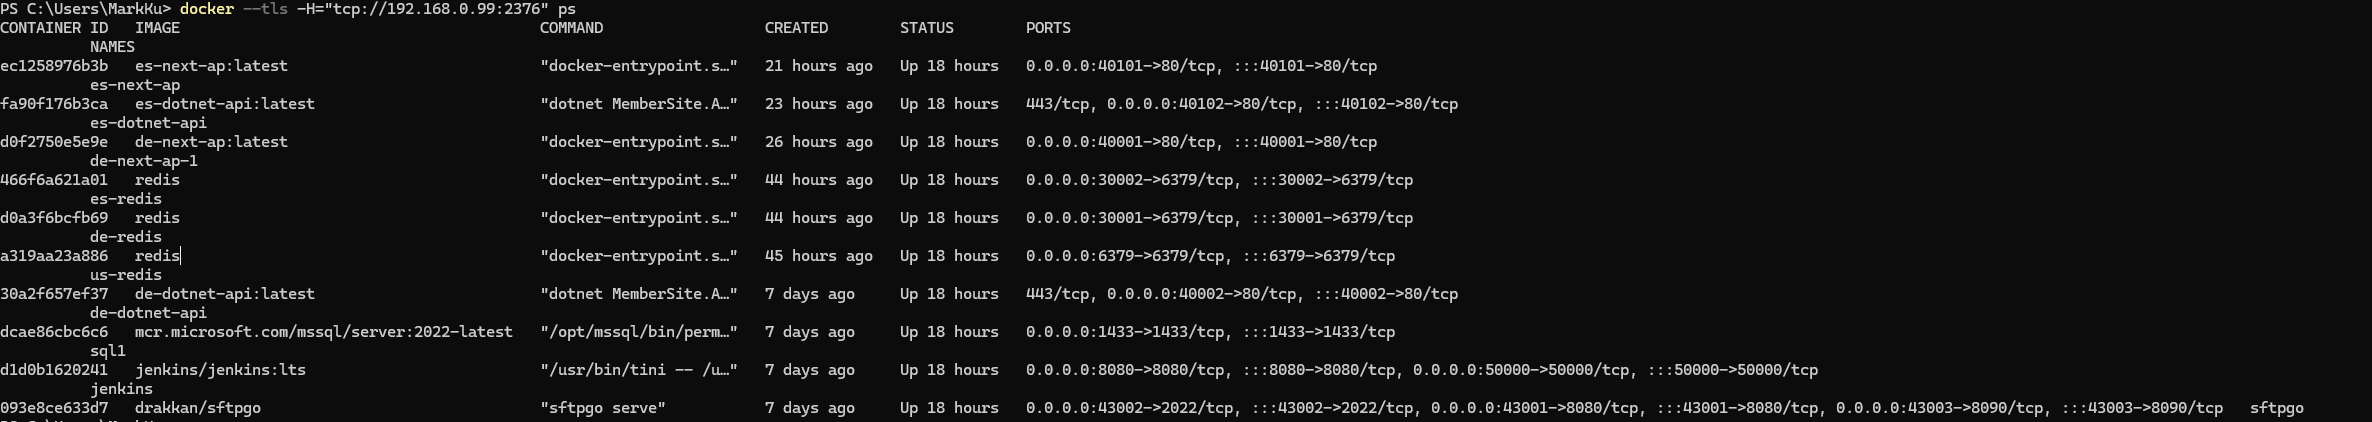 PS C:\Users\MarkKu> docker --tls -H="tcp://192.168.0.99:2376" ps
CONTAINER ID   IMAGE                                        COMMAND                  CREATED        STATUS        PORTS
          NAMES
ec1258976b3b   es-next-ap:latest                            "docker-entrypoint.s…"   21 hours ago   Up 18 hours   0.0.0.0:40101->80/tcp, :::40101->80/tcp
          es-next-ap
fa90f176b3ca   es-dotnet-api:latest                         "dotnet MemberSite.A…"   23 hours ago   Up 18 hours   443/tcp, 0.0.0.0:40102->80/tcp, :::40102->80/tcp
          es-dotnet-api
d0f2750e5e9e   de-next-ap:latest                            "docker-entrypoint.s…"   26 hours ago   Up 18 hours   0.0.0.0:40001->80/tcp, :::40001->80/tcp
          de-next-ap-1
466f6a621a01   redis                                        "docker-entrypoint.s…"   44 hours ago   Up 18 hours   0.0.0.0:30002->6379/tcp, :::30002->6379/tcp
          es-redis
d0a3f6bcfb69   redis                                        "docker-entrypoint.s…"   44 hours ago   Up 18 hours   0.0.0.0:30001->6379/tcp, :::30001->6379/tcp
          de-redis
a319aa23a886   redis                                        "docker-entrypoint.s…"   45 hours ago   Up 18 hours   0.0.0.0:6379->6379/tcp, :::6379->6379/tcp
          us-redis
30a2f657ef37   de-dotnet-api:latest                         "dotnet MemberSite.A…"   7 days ago     Up 18 hours   443/tcp, 0.0.0.0:40002->80/tcp, :::40002->80/tcp
          de-dotnet-api
dcae86cbc6c6   mcr.microsoft.com/mssql/server:2022-latest   "/opt/mssql/bin/perm…"   7 days ago     Up 18 hours   0.0.0.0:1433->1433/tcp, :::1433->1433/tcp
          sql1
d1d0b1620241   jenkins/jenkins:lts                          "/usr/bin/tini -- /u…"   7 days ago     Up 18 hours   0.0.0.0:8080->8080/tcp, :::8080->8080/tcp, 0.0.0.0:50000->50000/tcp, :::50000->50000/tcp
          jenkins
093e8ce633d7   drakkan/sftpgo                               "sftpgo serve"           7 days ago     Up 18 hours   0.0.0.0:43002->2022/tcp, :::43002->2022/tcp, 0.0.0.0:43001->8080/tcp, :::43001->8080/tcp, 0.0.0.0:43003->8090/tcp, :::43003->8090/tcp   sftpgo